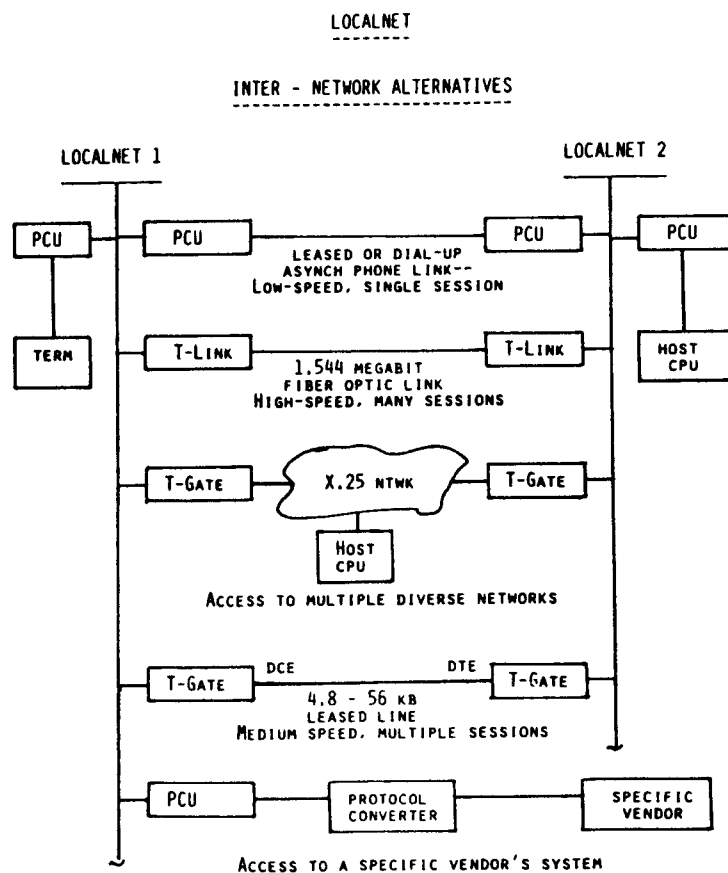 LOCALNET
INTER - NETWORK ALTERNATIVES
LOCALNET 1
LOCALNET 2
PCU
PCU
PCU
PCU
LEASED OR DIAL-UP
ASYNCH PHONE LINK--
LOW-SPEED, SINGLE SESSION
TERM
T-LINK
T-LINK
HOST
CPU
1.544 MEGABIT
FIBER OPTIC LINK
HIGH-SPEED, MANY SESSIONS
T-GATE
X.25 NTWK
T-GATE
HOST
CPU
ACCESS TO MULTIPLE DIVERSE NETWORKS
T-GATE
DCE
DTE
T-GATE
4.8 - 56 KB
LEASED LINE
MEDIUM SPEED, MULTIPLE SESSIONS
PCU
PROTOCOL
CONVERTER
SPECIFIC
VENDOR
ACCESS TO A SPECIFIC VENDOR'S SYSTEM